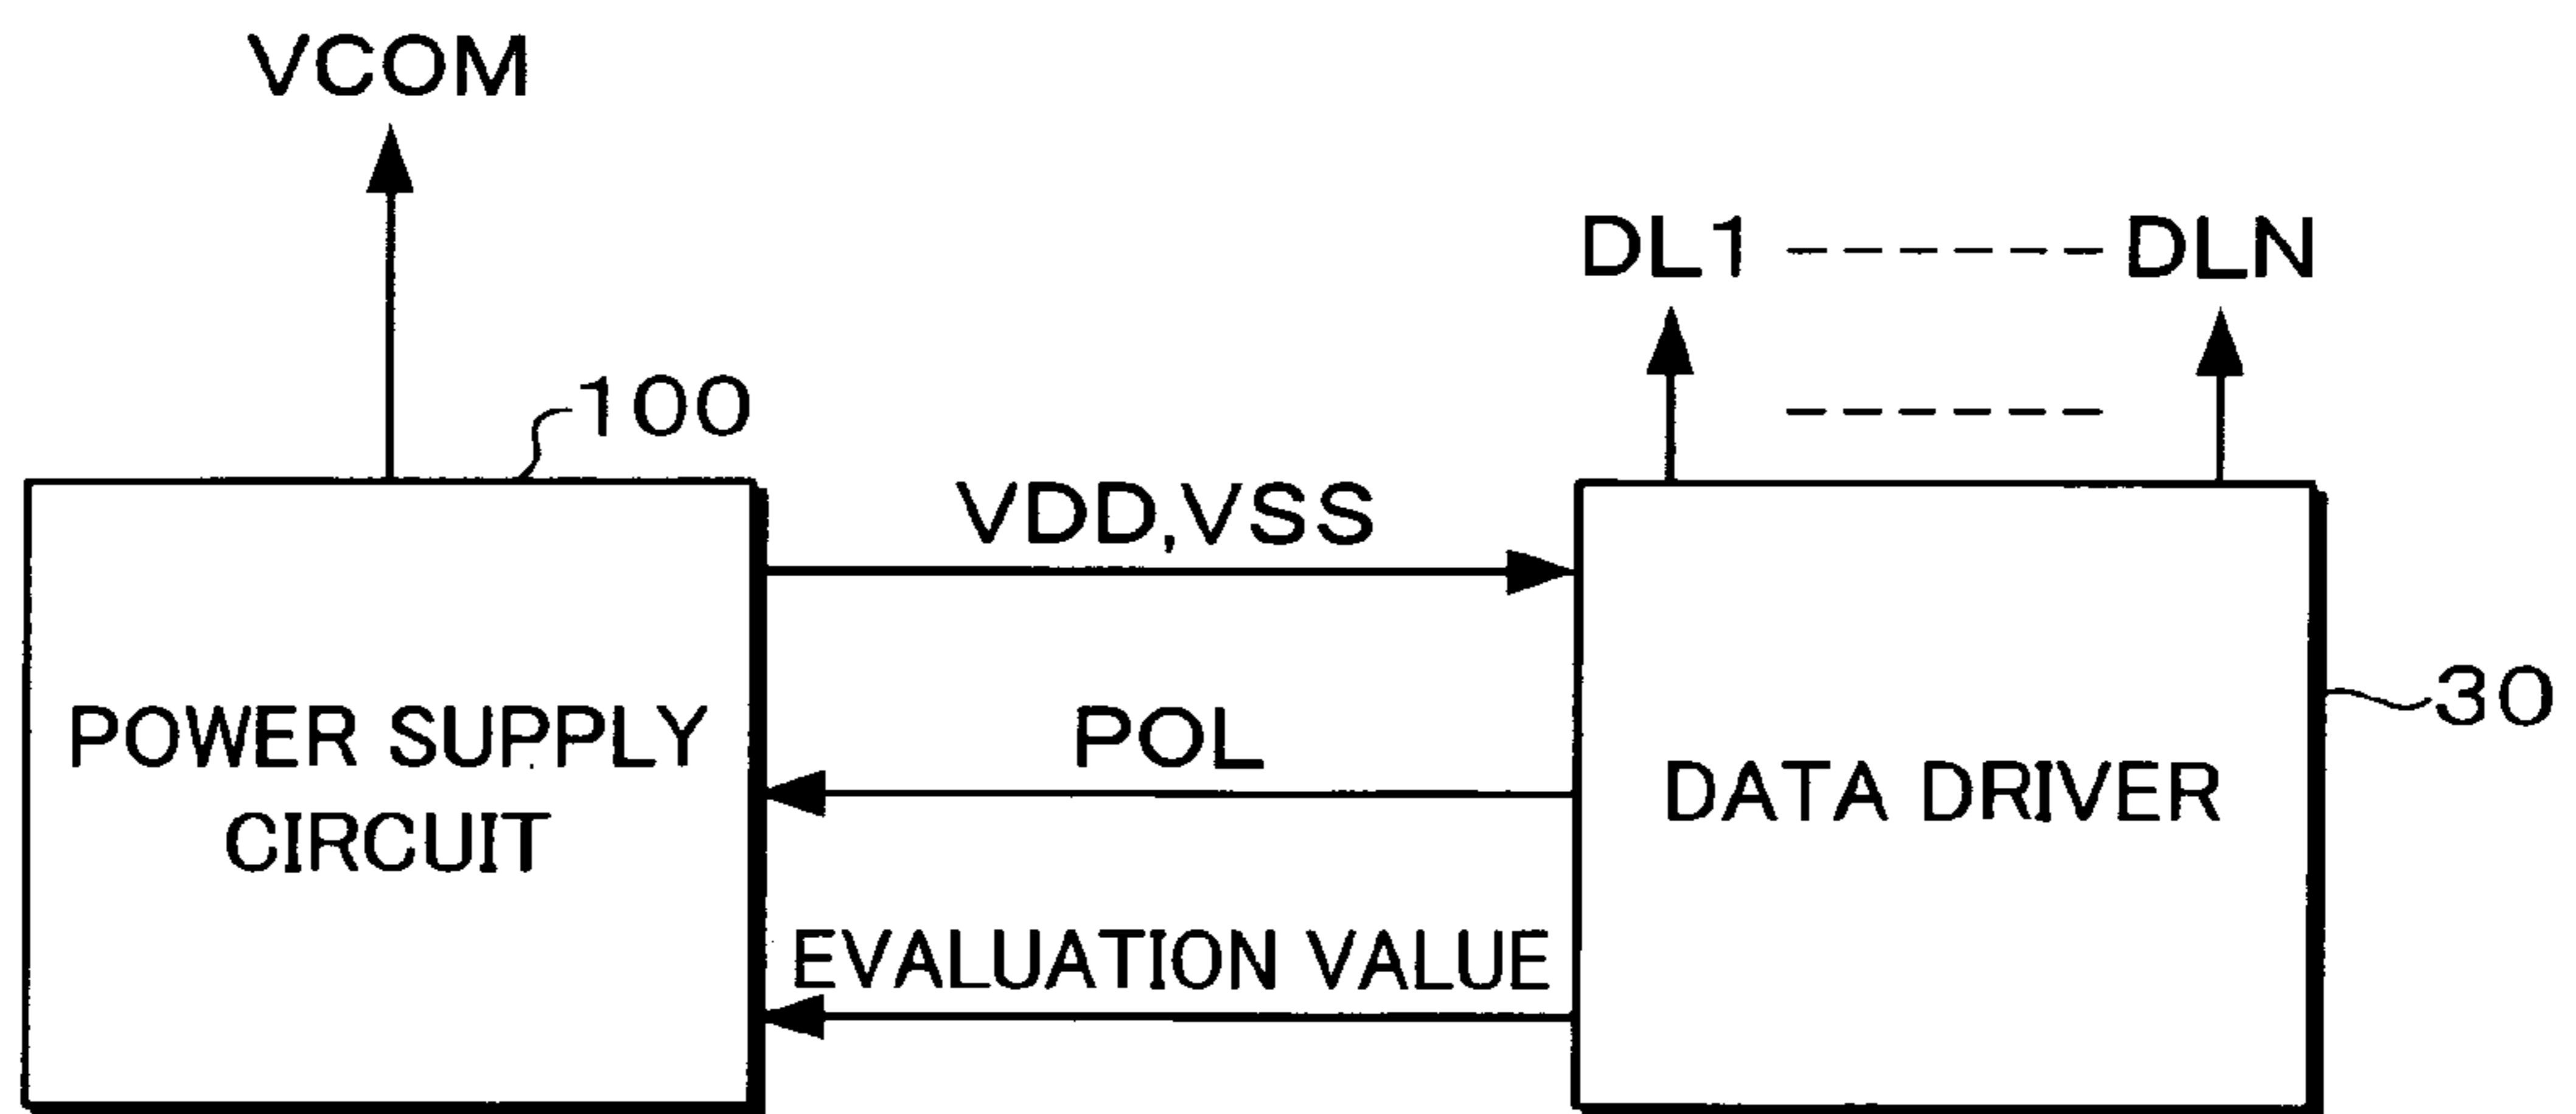 VCOM
DL1 ------ DLN
100
VDD,VSS
POWER SUPPLY
CIRCUIT
POL
EVALUATION VALUE
DATA DRIVER
30